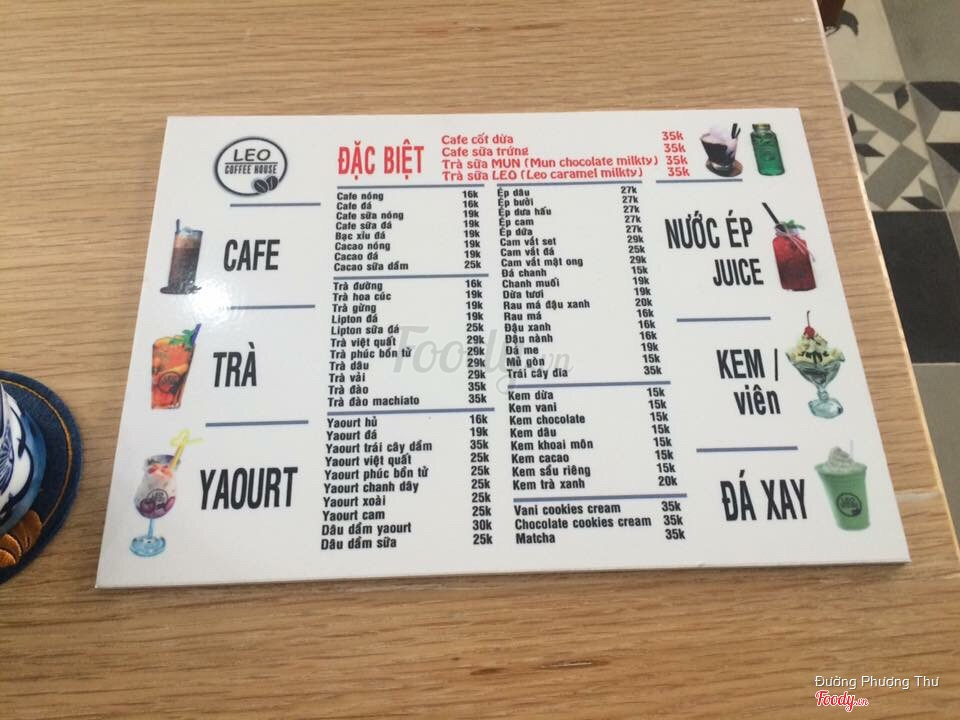 LEO
COFFEE HOUSE
ĐẶC BIỆT
Cafe cốt dừa 35k
Cafe sữa trứng 35k
Trà sữa MUN (Mun chocolate milkty) 35k
Trà sữa LEO (Leo caramel milkty) 35k
CAFE
Cafe nóng 16k
Cafe đá 16k
Cafe sữa nóng 19k
Cafe sữa đá 19k
Bạc xỉu đá 19k
Cacao nóng 19k
Cacao đá 19k
Cacao sữa dầm 25k
TRÀ
Trà đường 16k
Trà hoa cúc 19k
Trà gừng 19k
Lipton đá 19k
Lipton sữa đá 25k
Trà việt quất 29k
Trà phúc bồn tử 29k
Trà dâu 29k
Trà vải 29k
Trà đào 35k
Trà đào machiato 35k
YAOURT
Yaourt hủ 16k
Yaourt đá 19k
Yaourt trái cây dầm 35k
Yaourt việt quất 25k
Yaourt phúc bồn tử 25k
Yaourt chanh dây 25k
Yaourt xoài 25k
Yaourt cam 25k
Dâu dầm yaourt 30k
Dâu dầm sữa 25k
NƯỚC ÉP
JUICE
Ép dâu 27k
Ép bưởi 27k
Ép dưa hấu 27k
Ép cam 27k
Ép dứa 27k
Cam vắt set 29k
Cam vắt đá 25k
Cam vắt mật ong 29k
Đá chanh 15k
Chanh muối 19k
Dừa tươi 19k
Rau má đậu xanh 20k
Rau má 16k
Đậu xanh 16k
Đậu nành 16k
Đá me 19k
Mủ gòn 15k
Trái cây dĩa 35k
KEM /
viên
Kem dừa 15k
Kem vani 15k
Kem chocolate 15k
Kem dâu 15k
Kem khoai môn 15k
Kem cacao 15k
Kem sầu riêng 15k
Kem trà xanh 20k
ĐÁ XAY
Vani cookies cream 35k
Chocolate cookies cream 35k
Matcha 35k
Foody.vn
Đường Phượng Thư
Foody.vn